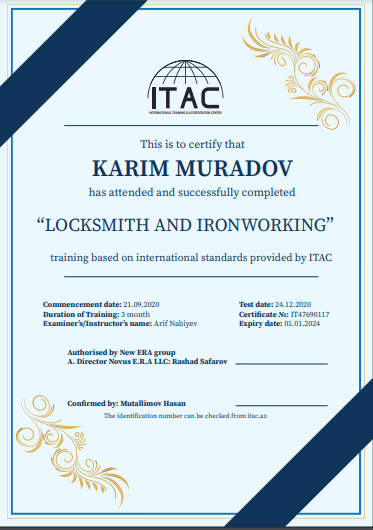 ITAC
INTERNATIONAL TRAINING & ACCREDITATION CENTER
This is to certify that
KARIM MURADOV
has attended and successfully completed
“LOCKSMITH AND IRONWORKING”
training based on international standards provided by ITAC
Commencement date: 21.09.2020
Duration of Training: 3 month
Examiner's/Instructor's name: Arif Nabiyev
Test date: 24.12.2020
Certificate №: IT47690117
Expiry date: 01.01.2024
Authorised by New ERA group
A. Director Novus E.R.A LLC: Rashad Safarov
Confirmed by: Mutallimov Hasan
The identification number can be checked from itac.az